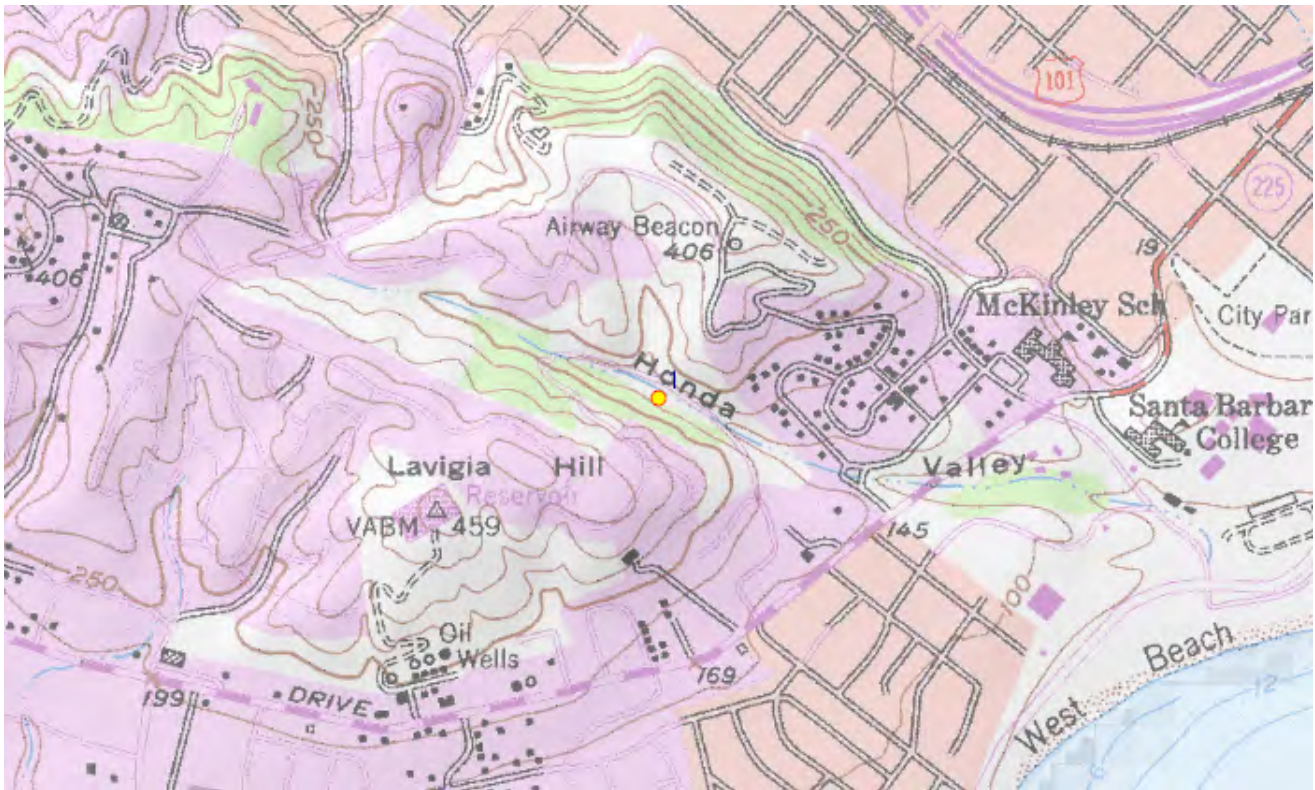 101
250
225
Airway Beacon
406
250
19
406
McKinley Sch
City Par
Honda
Santa Barbar
College
Lavigia Hill
Valley
Reservoir
VABM 459
145
250
100
Oil
Wells
Beach
169
199
DRIVE
West
12
6